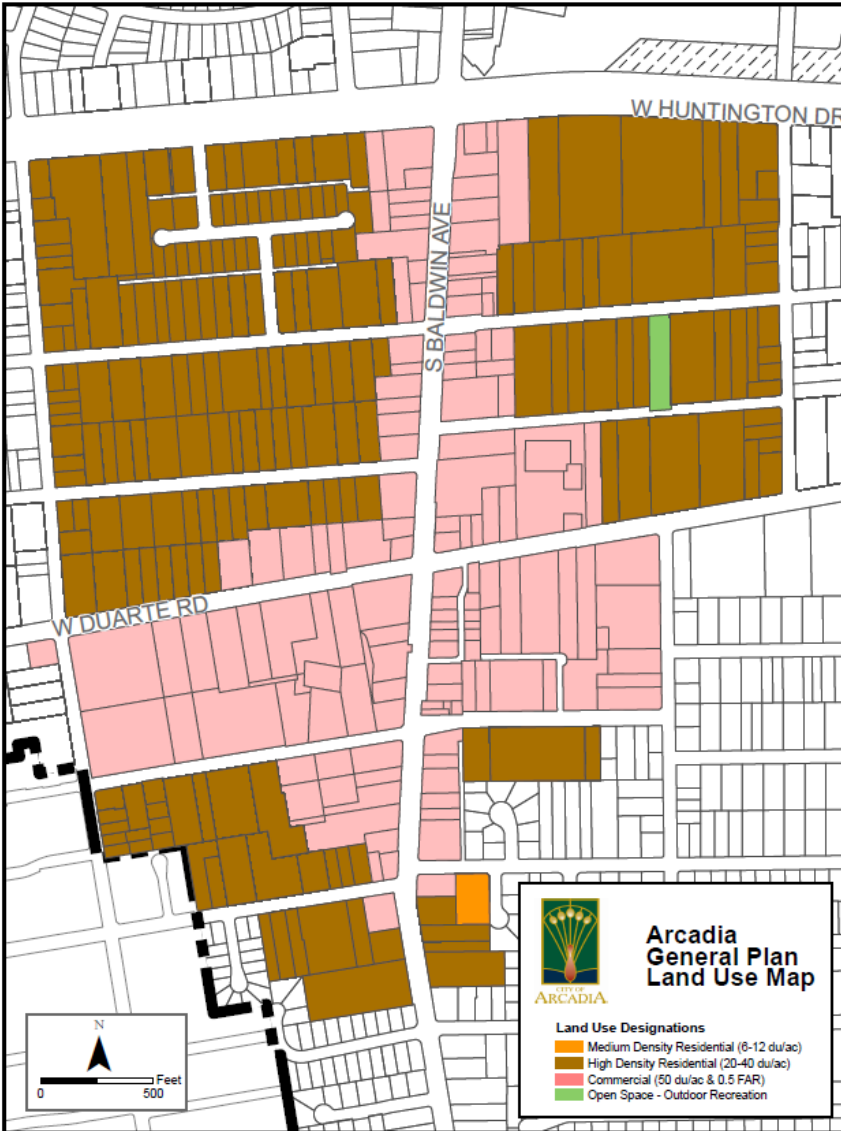 W HUNTINGTON DR
S BALDWIN AVE
W DUARTE RD
N
0 500 Feet
CITY OF
ARCADIA
Arcadia
General Plan
Land Use Map
Land Use Designations
Medium Density Residential (6-12 du/ac)
High Density Residential (20-40 du/ac)
Commercial (50 du/ac & 0.5 FAR)
Open Space - Outdoor Recreation